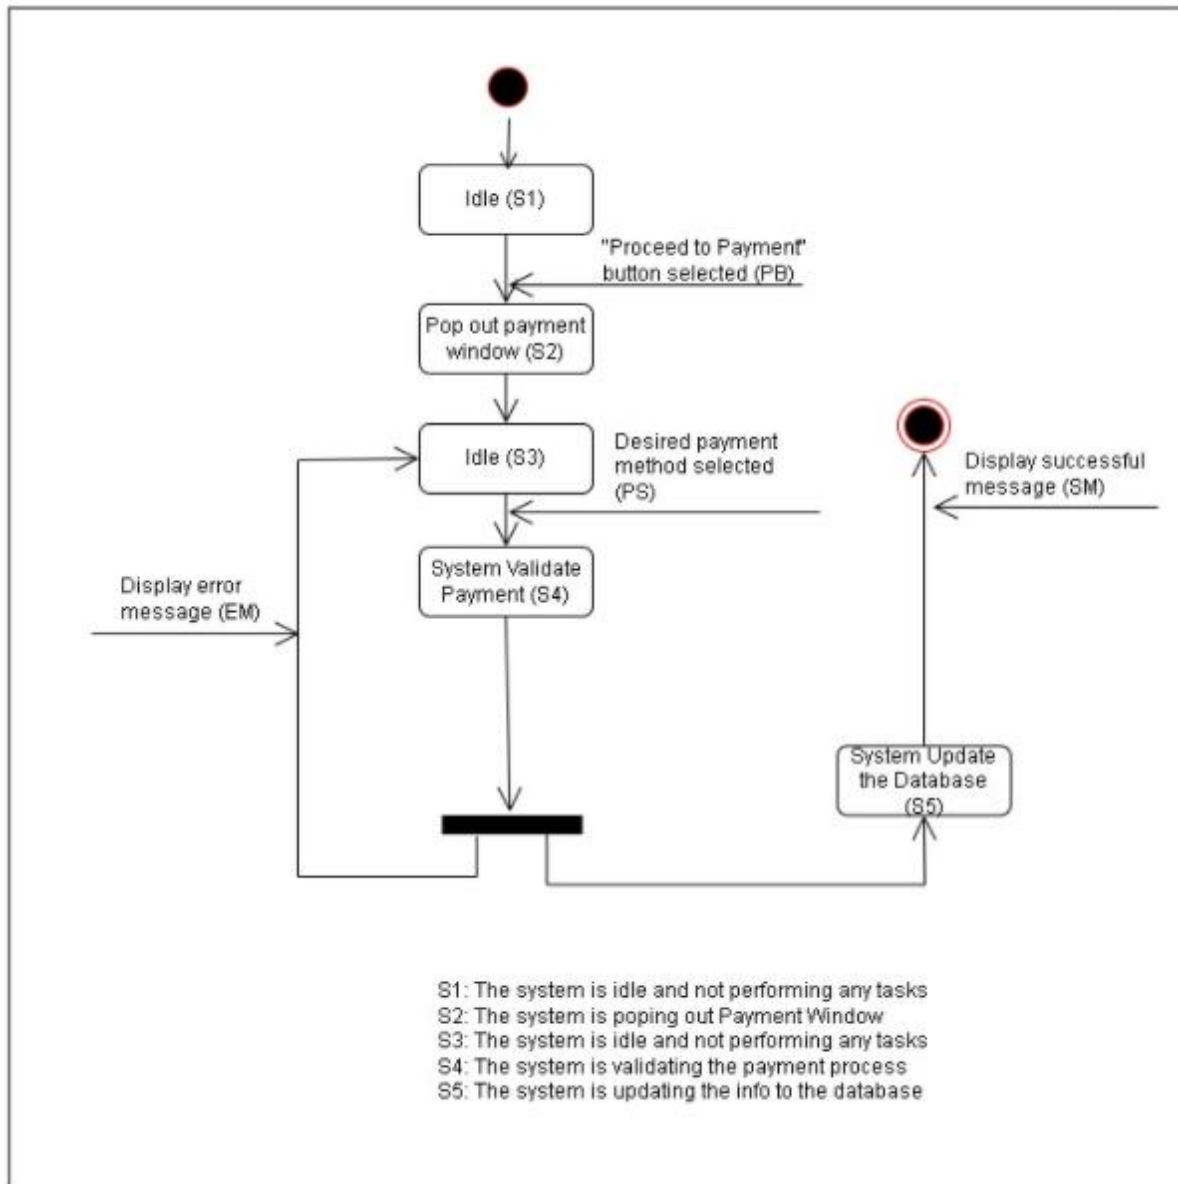 Idle (S1)
"Proceed to Payment"
button selected (PB)
Pop out payment
window (S2)
Idle (S3)
Desired payment
method selected
(PS)
Display successful
message (SM)
System Validate
Payment (S4)
Display error
message (EM)
System Update
the Database
(S5)
S1: The system is idle and not performing any tasks
S2: The system is poping out Payment Window
S3: The system is idle and not performing any tasks
S4: The system is validating the payment process
S5: The system is updating the info to the database